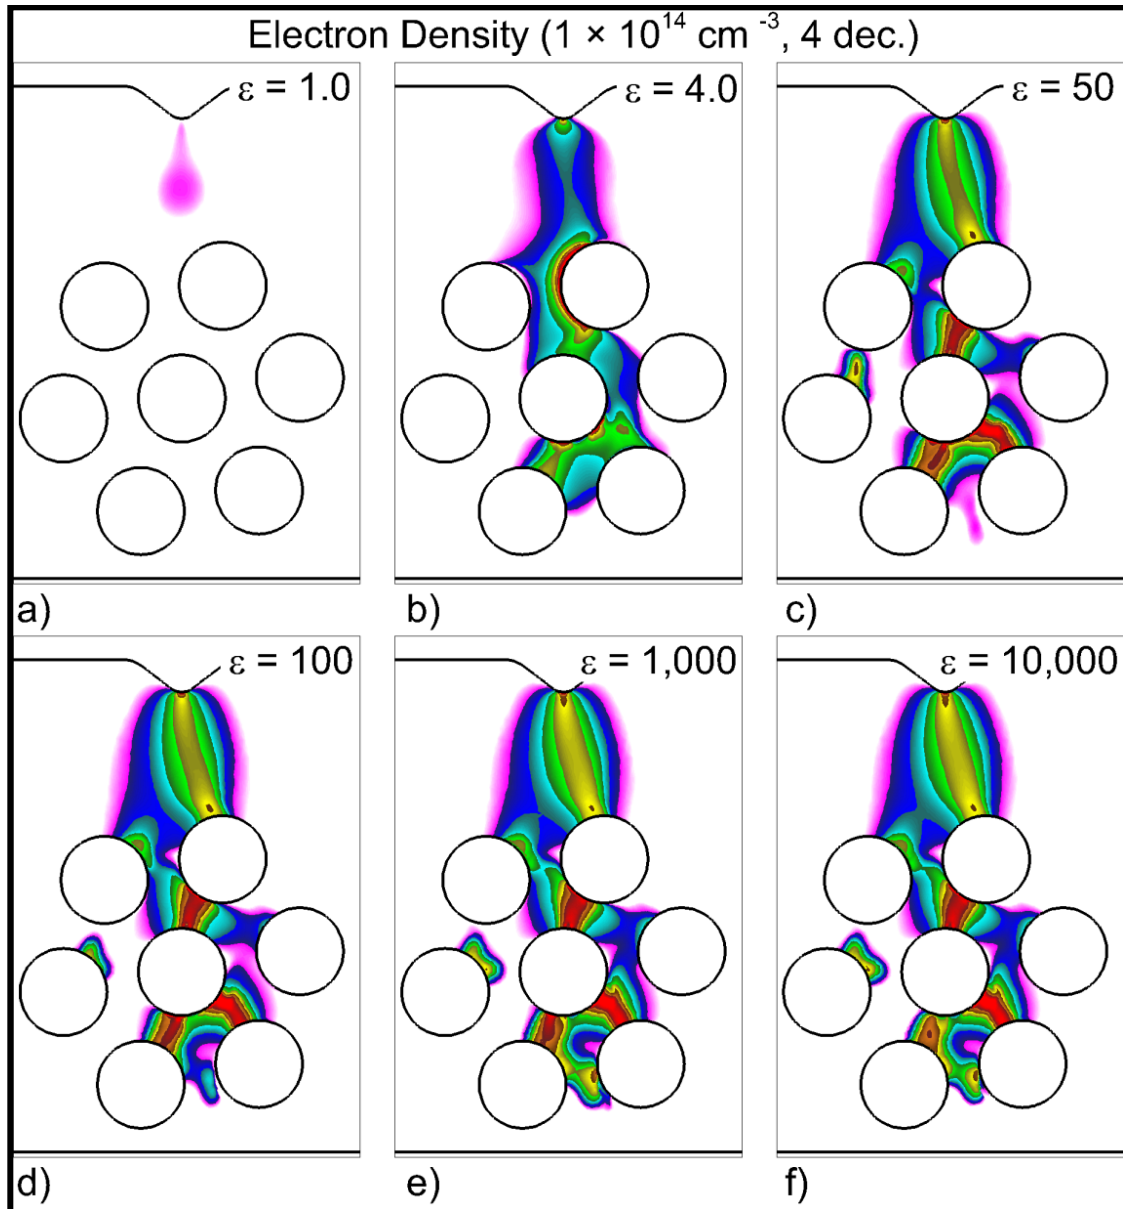 Electron Density (1 × 10¹⁴ cm ⁻³, 4 dec.)
ε = 1.0
ε = 4.0
ε = 50
a)
b)
c)
ε = 100
ε = 1,000
ε = 10,000
d)
e)
f)